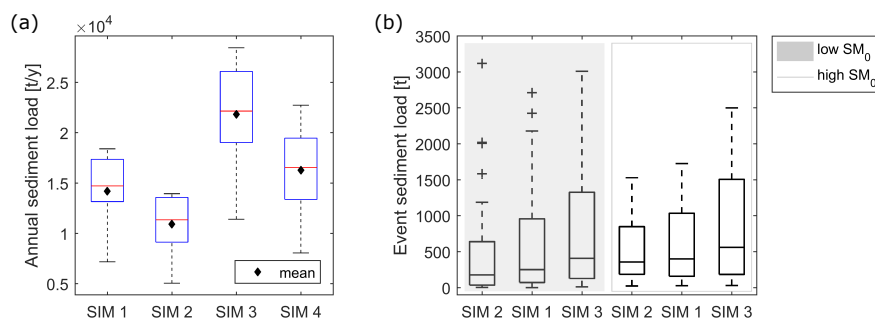 (a)
×10⁴
Annual sediment load [t/y]
2.5
2
1.5
1
0.5
SIM 1 SIM 2 SIM 3 SIM 4
mean
(b)
Event sediment load [t]
3500
3000
2500
2000
1500
1000
500
0
SIM 2 SIM 1 SIM 3 SIM 2 SIM 1 SIM 3
low SM₀
high SM₀